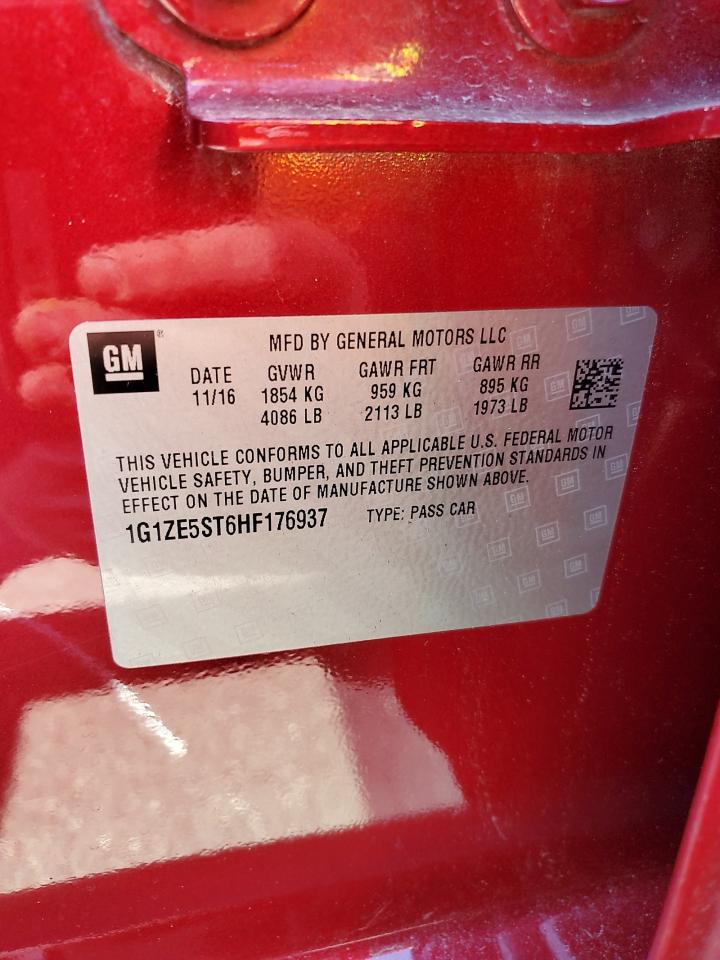 GM®
MFD BY GENERAL MOTORS LLC
DATE GVWR GAWR FRT GAWR RR
11/16 1854 KG 959 KG 895 KG
4086 LB 2113 LB 1973 LB
THIS VEHICLE CONFORMS TO ALL APPLICABLE U.S. FEDERAL MOTOR
VEHICLE SAFETY, BUMPER, AND THEFT PREVENTION STANDARDS IN
EFFECT ON THE DATE OF MANUFACTURE SHOWN ABOVE.
1G1ZE5ST6HF176937 TYPE: PASS CAR